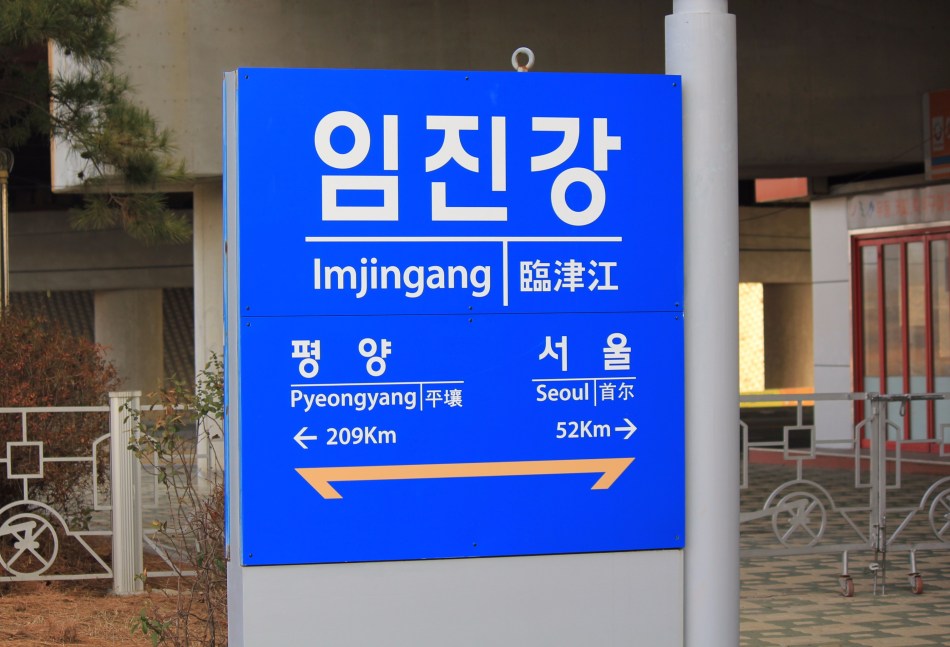 임진강
Imjingang 臨津江
평양 서울
Pyeongyang 平壤 Seoul 首尔
← 209Km 52Km →